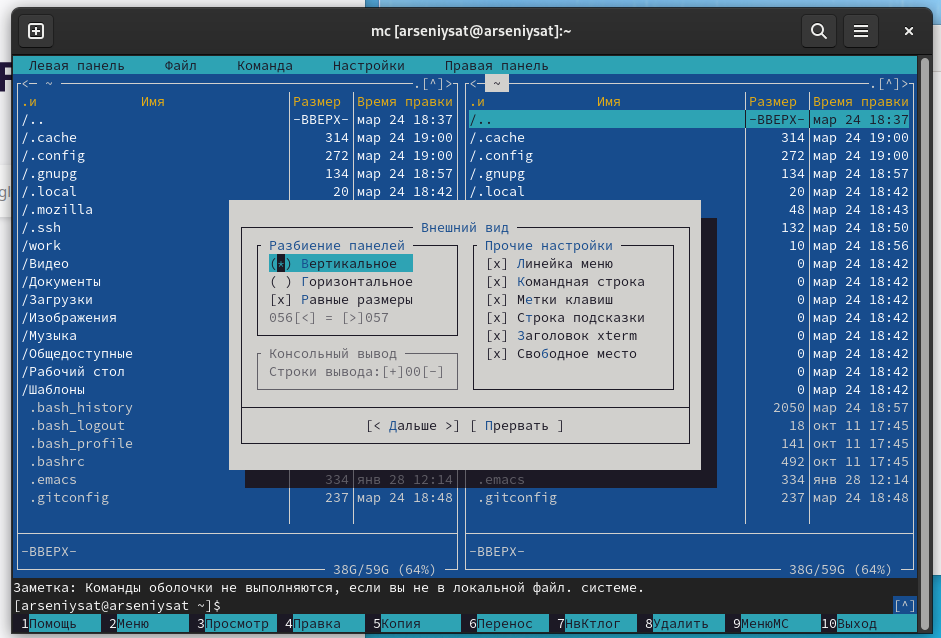 mc [arseniysat@arseniysat]:~
Левая панель Файл Команда Настройки Правая панель
<— ~ .[^]> <— ~ .[^]>
.и Имя Размер Время правки .и Имя Размер Время правки
/.. -ВВЕРХ- мар 24 18:37 /.. -ВВЕРХ- мар 24 18:37
/.cache 314 мар 24 19:00 /.cache 314 мар 24 19:00
/.config 272 мар 24 19:00 /.config 272 мар 24 19:00
/.gnupg 134 мар 24 18:57 /.gnupg 134 мар 24 18:57
/.local 20 мар 24 18:42 /.local 20 мар 24 18:42
/.mozilla 48 мар 24 18:43
/.ssh 132 мар 24 18:50
/work 10 мар 24 18:56
/Видео 0 мар 24 18:42
/Документы 0 мар 24 18:42
/Загрузки 0 мар 24 18:42
/Изображения 0 мар 24 18:42
/Музыка 0 мар 24 18:42
/Общедоступные 0 мар 24 18:42
/Рабочий стол 0 мар 24 18:42
/Шаблоны 0 мар 24 18:42
.bash_history 2050 мар 24 18:57
.bash_logout 18 окт 11 17:45
.bash_profile 141 окт 11 17:45
.bashrc 492 окт 11 17:45
.emacs 334 янв 28 12:14 .emacs 334 янв 28 12:14
.gitconfig 237 мар 24 18:48 .gitconfig 237 мар 24 18:48
Внешний вид
Разбиение панелей
(*) Вертикальное
( ) Горизонтальное
[x] Равные размеры
056[<] = [>]057
Консольный вывод
Строки вывода:[+]00[-]
Прочие настройки
[x] Линейка меню
[x] Командная строка
[x] Метки клавиш
[x] Строка подсказки
[x] Заголовок xterm
[x] Свободное место
[< Дальше >] [ Прервать ]
-ВВЕРХ- -ВВЕРХ-
38G/59G (64%) 38G/59G (64%)
Заметка: Команды оболочки не выполняются, если вы не в локальной файл. системе.
[arseniysat@arseniysat ~]$ [^]
1Помощь 2Меню 3Просмотр 4Правка 5Копия 6Перенос 7НвКтлог 8Удалить 9МенюМС 10Выход